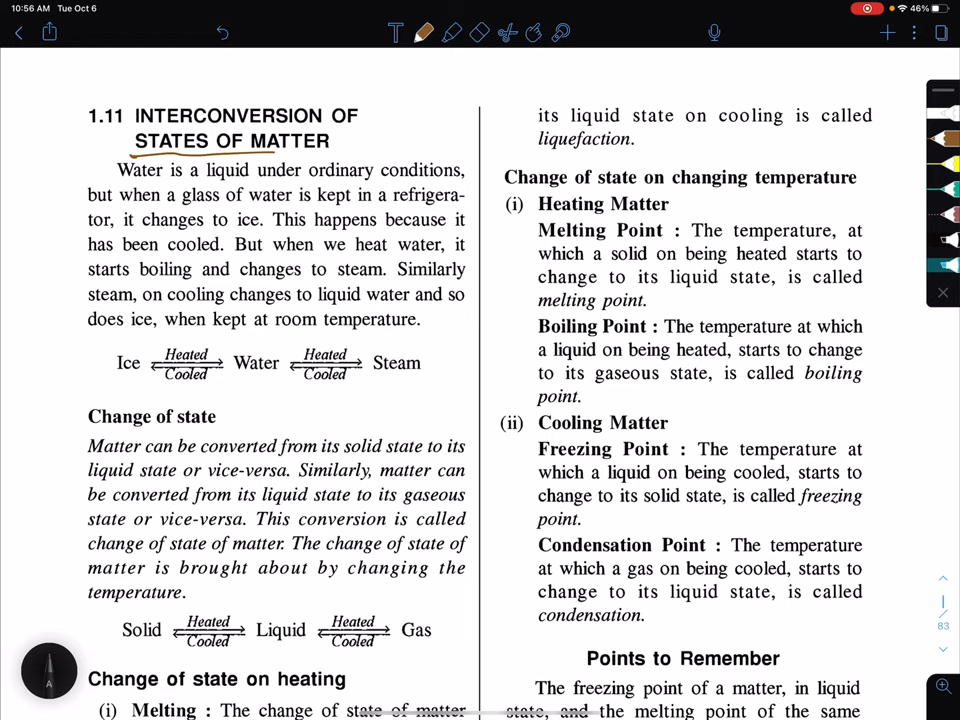 10:56 AM Tue Oct 6
46%
T
1.11 INTERCONVERSION OF
STATES OF MATTER
Water is a liquid under ordinary conditions,
but when a glass of water is kept in a refrigera-
tor, it changes to ice. This happens because it
has been cooled. But when we heat water, it
starts boiling and changes to steam. Similarly
steam, on cooling changes to liquid water and so
does ice, when kept at room temperature.
Ice Heated Cooled Water Heated Cooled Steam
Change of state
Matter can be converted from its solid state to its
liquid state or vice-versa. Similarly, matter can
be converted from its liquid state to its gaseous
state or vice-versa. This conversion is called
change of state of matter. The change of state of
matter is brought about by changing the
temperature.
Solid Heated Cooled Liquid Heated Cooled Gas
Change of state on heating
(i) Melting : The change of state of matter
its liquid state on cooling is called
liquefaction.
Change of state on changing temperature
(i) Heating Matter
Melting Point : The temperature, at
which a solid on being heated starts to
change to its liquid state, is called
melting point.
Boiling Point : The temperature at which
a liquid on being heated, starts to change
to its gaseous state, is called boiling
point.
(ii) Cooling Matter
Freezing Point : The temperature at
which a liquid on being cooled, starts to
change to its solid state, is called freezing
point.
Condensation Point : The temperature
at which a gas on being cooled, starts to
change to its liquid state, is called
condensation.
Points to Remember
The freezing point of a matter, in liquid
state, and the melting point of the same
1
/
83
A